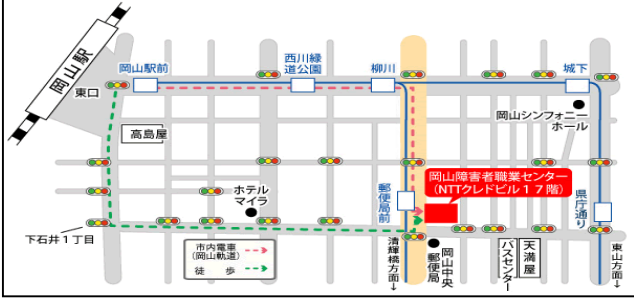 岡山駅
東口
岡山駅前
西川緑
道公園
柳川
城下
岡山シンフォニー
ホール
高島屋
岡山障害者職業センター
(NTTクレドビル17階)
ホテル
マイラ
郵便局前
県庁通り
下石井1丁目
市内電車
(岡山軌道)
徒歩
清輝橋方面↓
岡山中央
郵便局
天満屋
バスセンター
東山方面↓